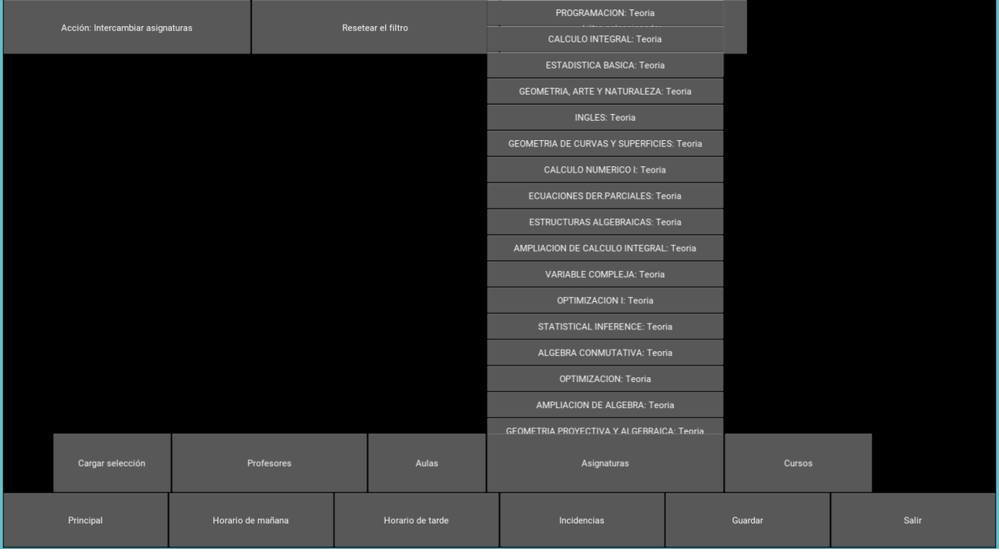 Acción: Intercambiar asignaturas
Resetear el filtro
PROGRAMACION: Teoria
CALCULO INTEGRAL: Teoria
ESTADISTICA BASICA: Teoria
GEOMETRIA, ARTE Y NATURALEZA: Teoria
INGLES: Teoria
GEOMETRIA DE CURVAS Y SUPERFICIES: Teoria
CALCULO NUMERICO I: Teoria
ECUACIONES DER.PARCIALES: Teoria
ESTRUCTURAS ALGEBRAICAS: Teoria
AMPLIACION DE CALCULO INTEGRAL: Teoria
VARIABLE COMPLEJA: Teoria
OPTIMIZACION I: Teoria
STATISTICAL INFERENCE: Teoria
ALGEBRA CONMUTATIVA: Teoria
OPTIMIZACION: Teoria
AMPLIACION DE ALGEBRA: Teoria
GEOMETRIA PROYECTIVA Y ALGEBRAICA: Teoria
Cargar selección
Profesores
Aulas
Asignaturas
Cursos
Principal
Horario de mañana
Horario de tarde
Incidencias
Guardar
Salir